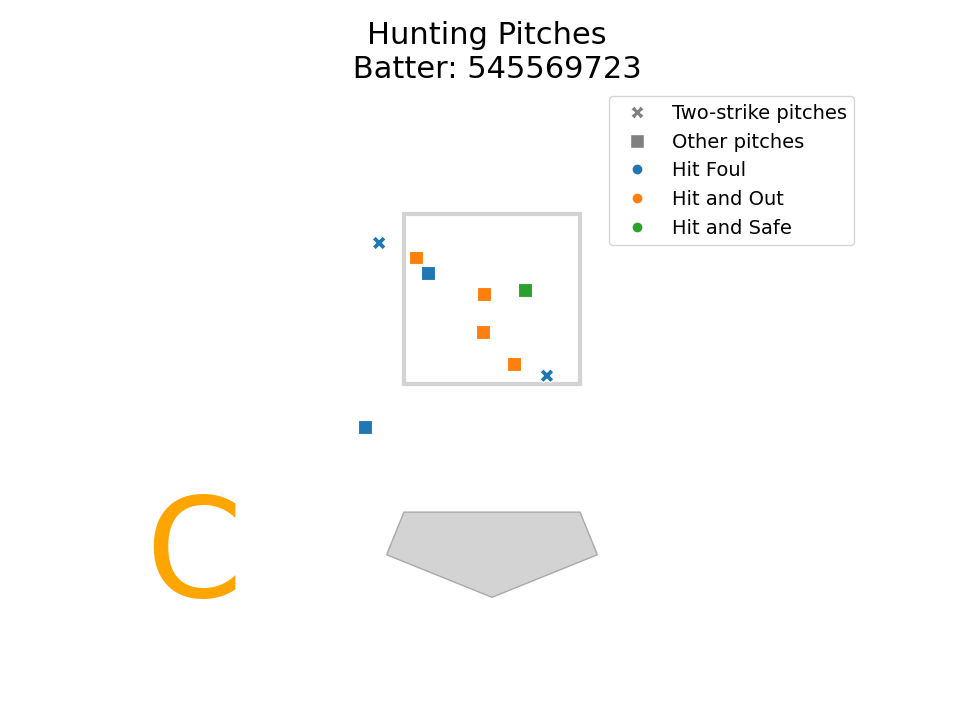 Hunting Pitches
Batter: 545569723
Two-strike pitches
Other pitches
Hit Foul
Hit and Out
Hit and Safe
C